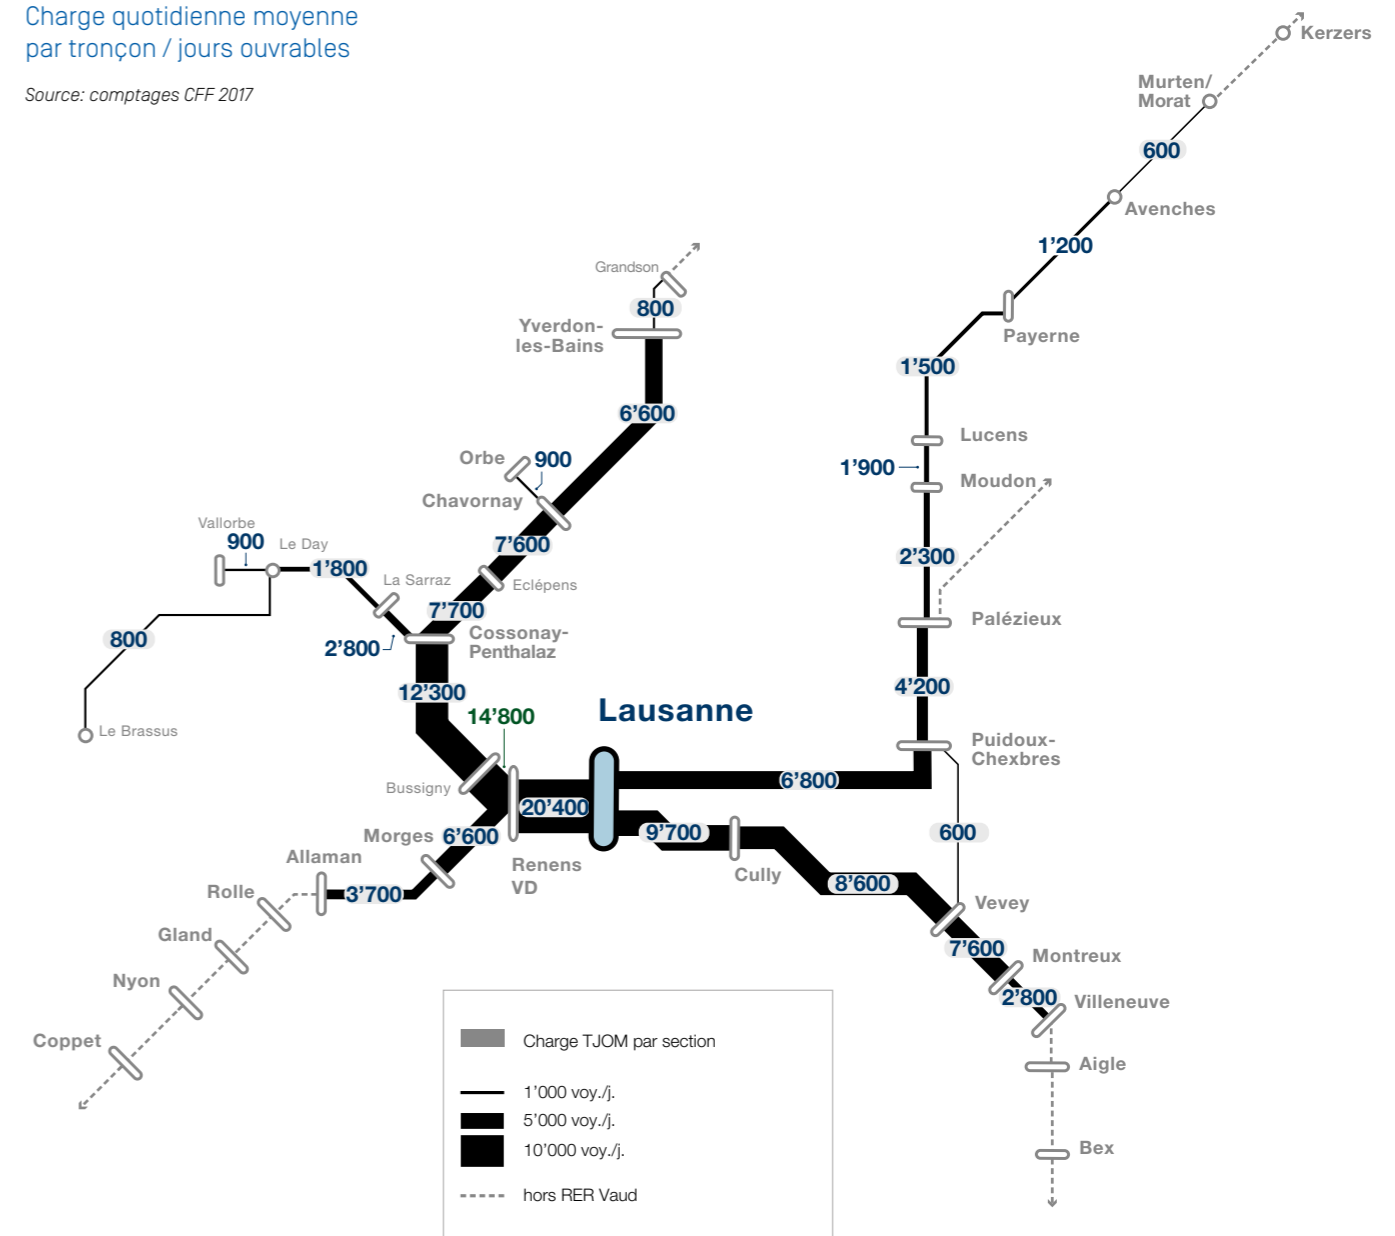 Charge quotidienne moyenne
par tronçon / jours ouvrables
Source: comptages CFF 2017
Kerzers
Murten/
Morat
600
Avenches
1’200
Payerne
1’500
Lucens
1’900
Moudon
2’300
Palézieux
4’200
Puidoux-
Chexbres
6’800
600
Grandson
800
Yverdon-
les-Bains
6’600
Orbe
900
Chavornay
7’600
Eclépens
7’700
Vallorbe
900
Le Day
1’800
La Sarraz
2’800
800
Le Brassus
Cossonay-
Penthalaz
12’300
14’800
Lausanne
Bussigny
20’400
Renens
VD
Morges
6’600
Allaman
3’700
Rolle
Gland
Nyon
Coppet
9’700
Cully
8’600
Vevey
7’600
Montreux
2’800
Villeneuve
Aigle
Bex
Charge TJOM par section
1’000 voy./j.
5’000 voy./j.
10’000 voy./j.
hors RER Vaud